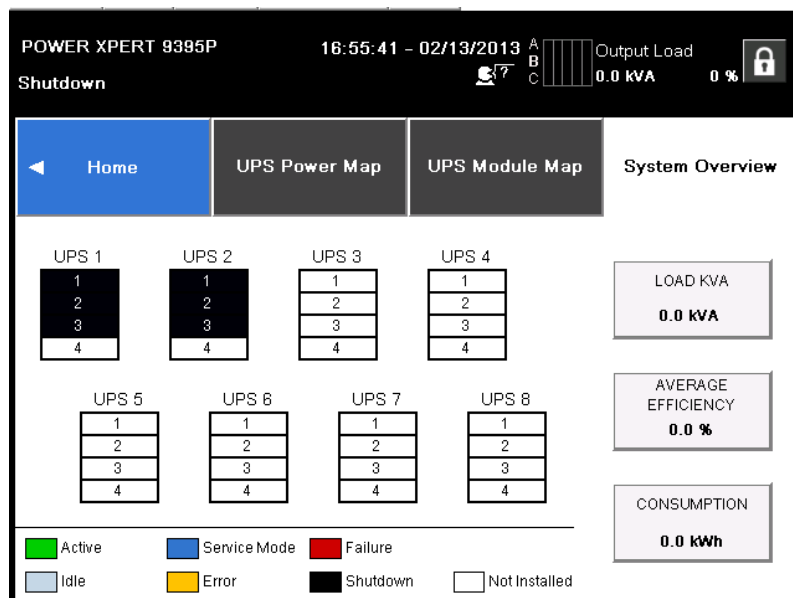 POWER XPERT 9395P 16:55:41 - 02/13/2013 A B C Output Load
Shutdown ? 0.0 kVA 0 %
Home UPS Power Map UPS Module Map System Overview
UPS 1 UPS 2 UPS 3 UPS 4
1 1 1 1
2 2 2 2
3 3 3 3
4 4 4 4
LOAD KVA
0.0 kVA
UPS 5 UPS 6 UPS 7 UPS 8
1 1 1 1
2 2 2 2
3 3 3 3
4 4 4 4
AVERAGE
EFFICIENCY
0.0 %
CONSUMPTION
0.0 kWh
Active Service Mode Failure
Idle Error Shutdown Not Installed